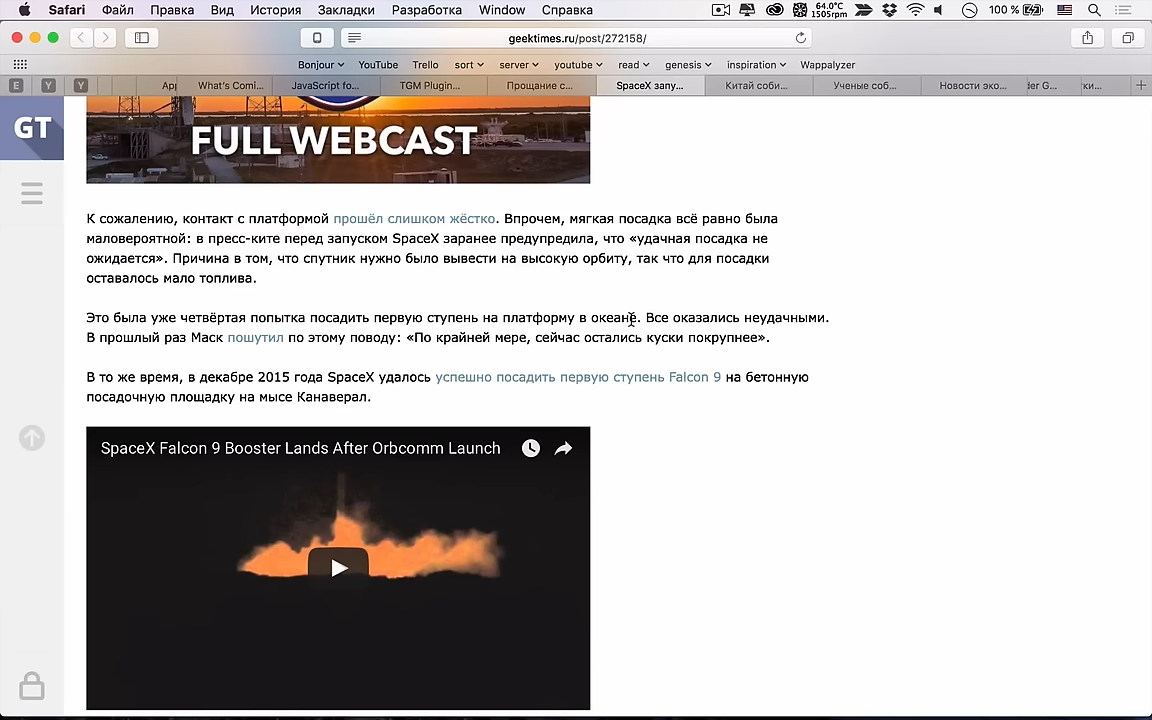 Safari Файл Правка Вид История Закладки Разработка Window Справка 64.0°C 1505rpm 100 %
geektimes.ru/post/272158/
Bonjour YouTube Trello sort server youtube read genesis inspiration Wappalyzer
E Y Y App What's Comi... JavaScript fo... TGM Plugin... Прощание с... SpaceX запу... Китай соби... Ученые соб... Новости эко... der G... ки...
GT
FULL WEBCAST
К сожалению, контакт с платформой прошёл слишком жёстко. Впрочем, мягкая посадка всё равно была
маловероятной: в пресс-ките перед запуском SpaceX заранее предупредила, что «удачная посадка не
ожидается». Причина в том, что спутник нужно было вывести на высокую орбиту, так что для посадки
оставалось мало топлива.
Это была уже четвёртая попытка посадить первую ступень на платформу в океане. Все оказались неудачными.
В прошлый раз Маск пошутил по этому поводу: «По крайней мере, сейчас остались куски покрупнее».
В то же время, в декабре 2015 года SpaceX удалось успешно посадить первую ступень Falcon 9 на бетонную
посадочную площадку на мысе Канаверал.
SpaceX Falcon 9 Booster Lands After Orbcomm Launch